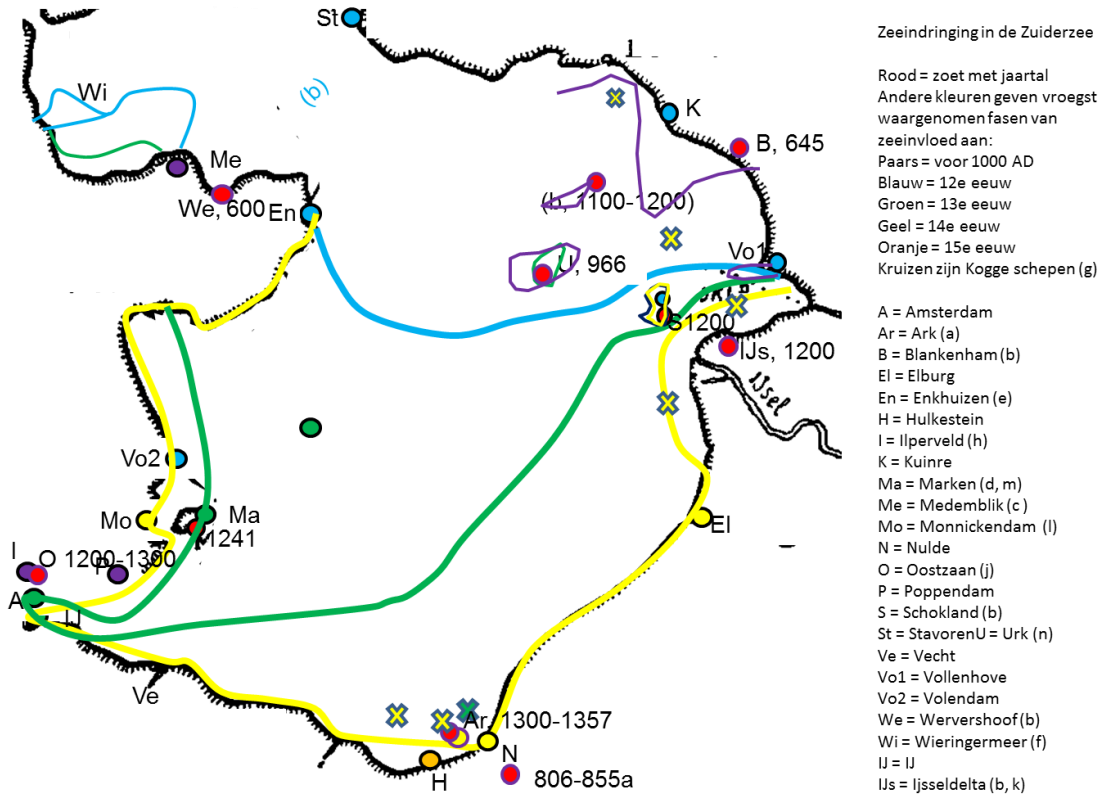 St
Wi
(b)
K
B, 645
Me
We, 600
En
(b, 1100-1200)
U, 966
Vo1
S1200
IJs, 1200
IJsel
Vo2
Mo
Ma
1241
El
I
O 1200-1300
P
A
IJ
Ve
Ar, 1300-1357
N
H
806-855a
Zeeindringing in de Zuiderzee
Rood = zoet met jaartal
Andere kleuren geven vroegst
waargenomen fasen van
zeeinvloed aan:
Paars = voor 1000 AD
Blauw = 12e eeuw
Groen = 13e eeuw
Geel = 14e eeuw
Oranje = 15e eeuw
Kruizen zijn Kogge schepen (g)
A = Amsterdam
Ar = Ark (a)
B = Blankenham (b)
El = Elburg
En = Enkhuizen (e)
H = Hulkestein
I = Ilperveld (h)
K = Kuinre
Ma = Marken (d, m)
Me = Medemblik (c )
Mo = Monnickendam (l)
N = Nulde
O = Oostzaan (j)
P = Poppendam
S = Schokland (b)
St = StavorenU = Urk (n)
Ve = Vecht
Vo1 = Vollenhove
Vo2 = Volendam
We = Wervershoof (b)
Wi = Wieringermeer (f)
IJ = IJ
IJs = Ijsseldelta (b, k)